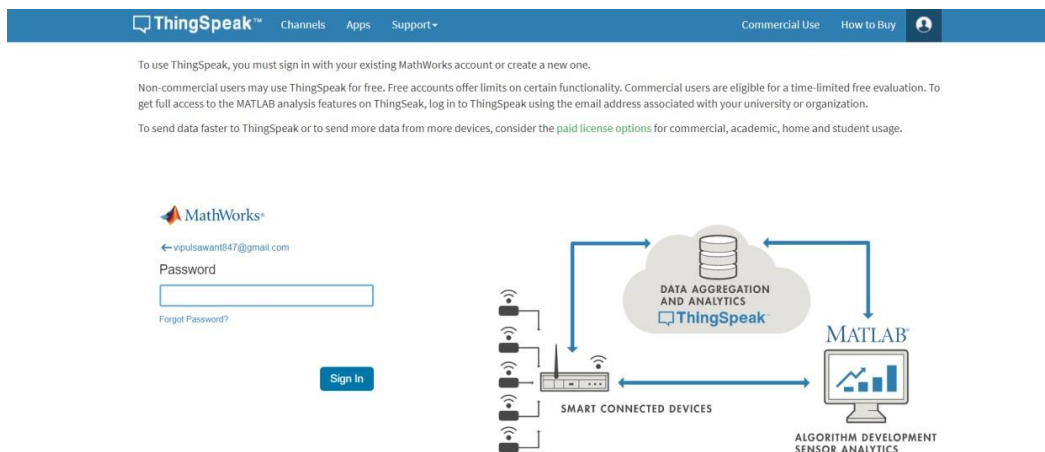 ThingSpeak™ Channels Apps Support Commercial Use How to Buy
To use ThingSpeak, you must sign in with your existing MathWorks account or create a new one.
Non-commercial users may use ThingSpeak for free. Free accounts offer limits on certain functionality. Commercial users are eligible for a time-limited free evaluation. To
get full access to the MATLAB analysis features on ThingSeak, log in to ThingSpeak using the email address associated with your university or organization.
To send data faster to ThingSpeak or to send more data from more devices, consider the paid license options for commercial, academic, home and student usage.
MathWorks®
vipulsawant847@gmail.com
Password
Forgot Password?
Sign In
DATA AGGREGATION
AND ANALYTICS
ThingSpeak™
MATLAB®
SMART CONNECTED DEVICES
ALGORITHM DEVELOPMENT
SENSOR ANALYTICS